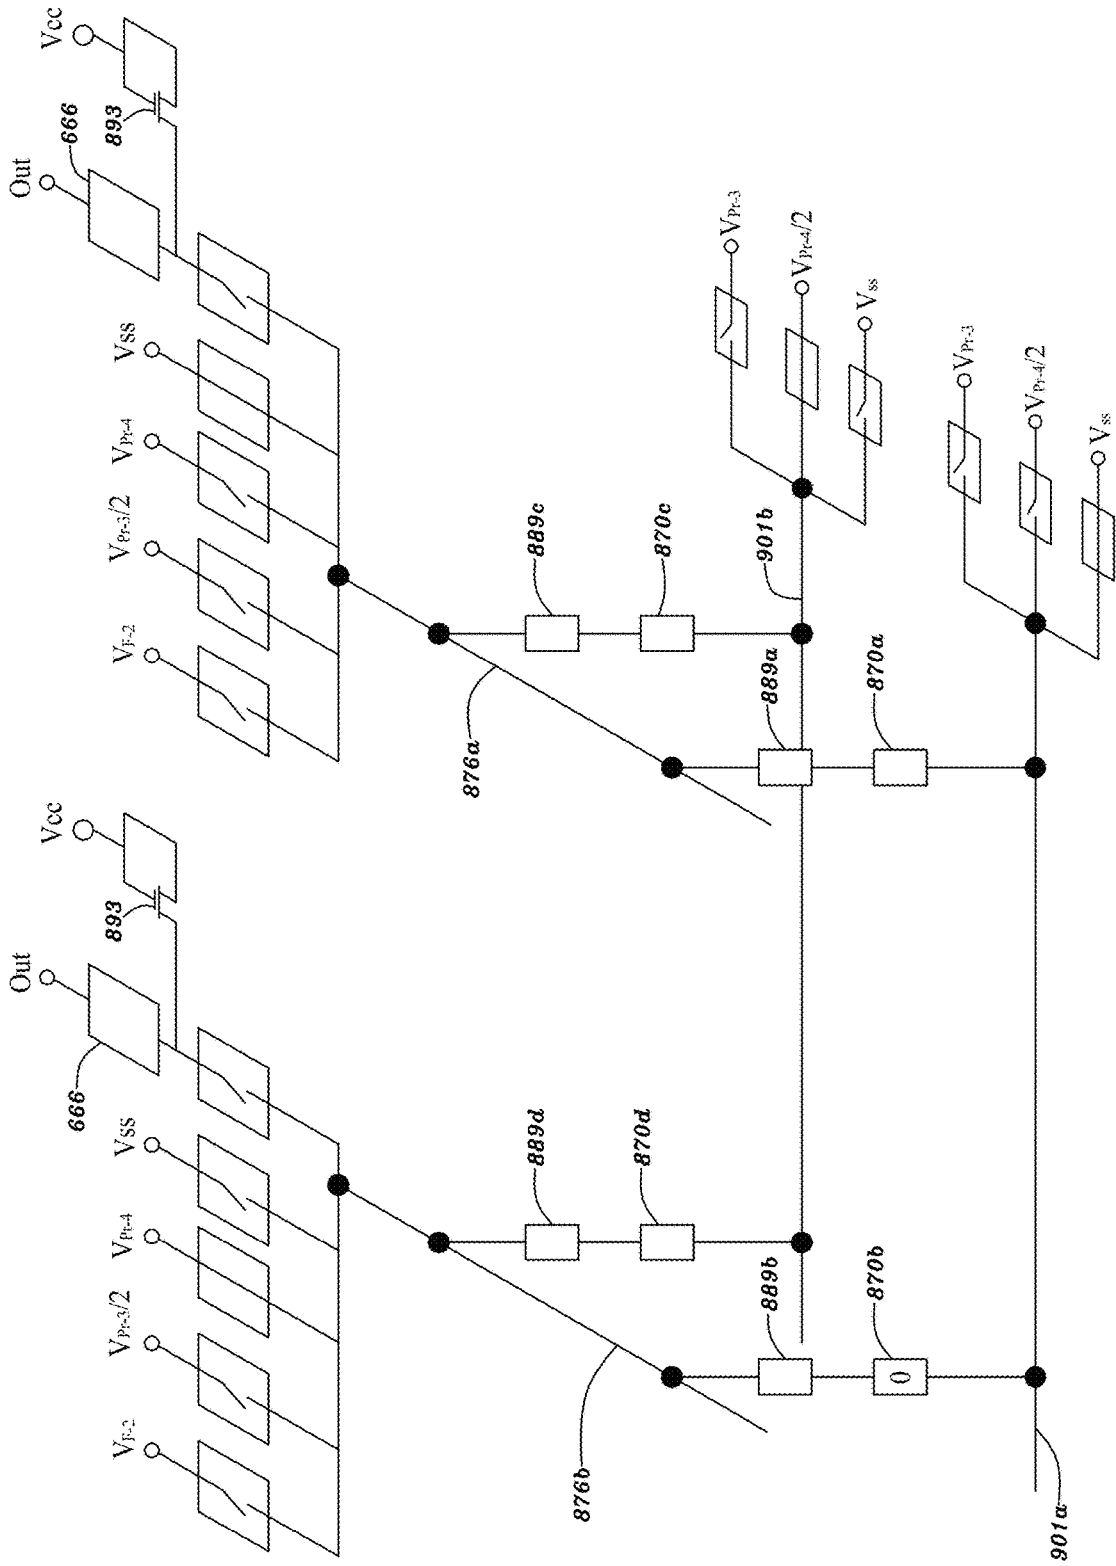 Vcc
893
666
Out
Vss
VPr-4
VPr-3/2
VE-2
876a
889c
870c
901b
889a
870a
VPr-3
VPr-4/2
Vss
VPr-3
VPr-4/2
Vss
Vcc
893
Out
666
Vss
VPr-4
VPr-3/2
VE-2
876b
889d
870d
889b
870b
0
901a